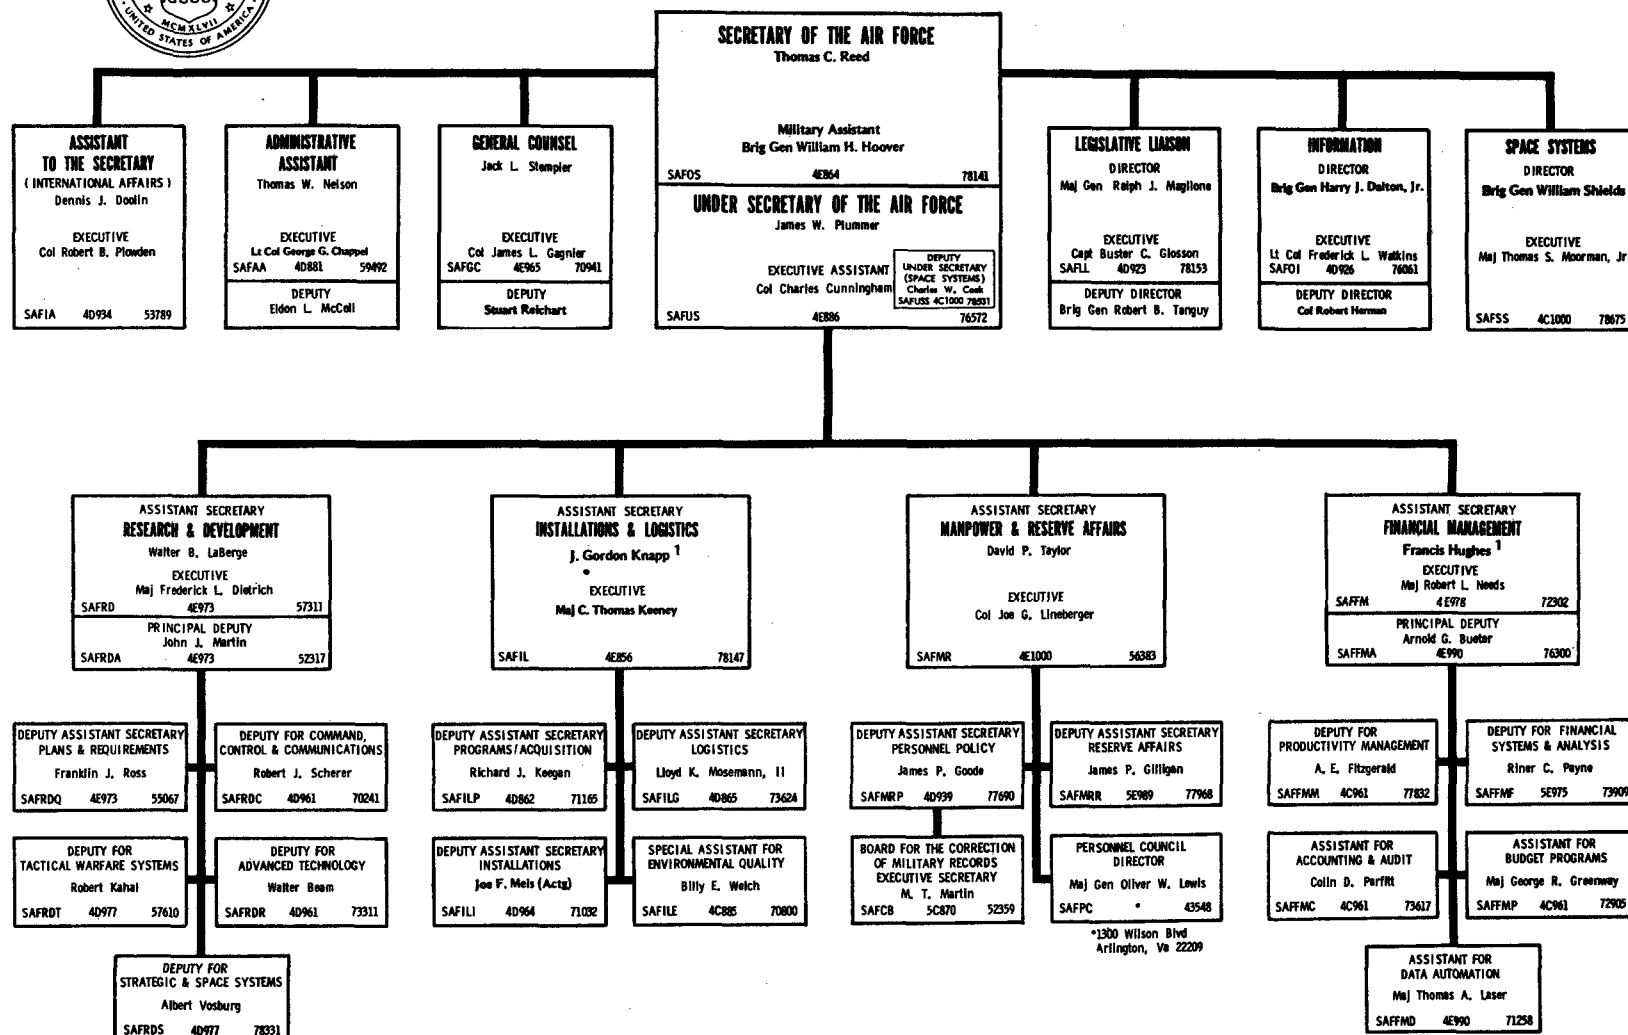 MCMXLVII
UNITED STATES OF AMERICA
SECRETARY OF THE AIR FORCE
Thomas C. Reed
Military Assistant
Brig Gen William H. Hoover
SAFOS 4E864 78141
UNDER SECRETARY OF THE AIR FORCE
James W. Plummer
EXECUTIVE ASSISTANT
Col Charles Cunningham
DEPUTY
UNDER SECRETARY
(SPACE SYSTEMS)
Charles W. Cook
SAFUSS 4C1000 78531
SAFUS 4E886 76572
ASSISTANT
TO THE SECRETARY
(INTERNATIONAL AFFAIRS)
Dennis J. Doolin
EXECUTIVE
Col Robert B. Plowden
SAFIA 4D934 53789
ADMINISTRATIVE
ASSISTANT
Thomas W. Nelson
EXECUTIVE
Lt Col George G. Chappel
SAFAA 4D881 59492
DEPUTY
Eldon L. McColl
GENERAL COUNSEL
Jack L. Stempler
EXECUTIVE
Col James L. Gagnier
SAFGC 4E965 70941
DEPUTY
Stuart Reichart
LEGISLATIVE LIAISON
DIRECTOR
Maj Gen Ralph J. Maglione
EXECUTIVE
Capt Buster C. Glosson
SAFLL 4D923 78153
DEPUTY DIRECTOR
Brig Gen Robert B. Tanguy
INFORMATION
DIRECTOR
Brig Gen Harry J. Dalton, Jr.
EXECUTIVE
Lt Col Frederick L. Watkins
SAFOI 4D926 76061
DEPUTY DIRECTOR
Col Robert Herman
SPACE SYSTEMS
DIRECTOR
Brig Gen William Shields
EXECUTIVE
Maj Thomas S. Moorman, Jr
SAFSS 4C1000 78675
ASSISTANT SECRETARY
RESEARCH & DEVELOPMENT
Walter B. LaBerge
EXECUTIVE
Maj Frederick L. Dietrich
SAFRD 4E973 57311
PRINCIPAL DEPUTY
John J. Martin
SAFRDA 4E973 52317
ASSISTANT SECRETARY
INSTALLATIONS & LOGISTICS
J. Gordon Knapp 1
EXECUTIVE
Maj C. Thomas Keeney
SAFIL 4E856 78147
ASSISTANT SECRETARY
MANPOWER & RESERVE AFFAIRS
David P. Taylor
EXECUTIVE
Col Joe G. Lineberger
SAFMR 4E1000 56383
ASSISTANT SECRETARY
FINANCIAL MANAGEMENT
Francis Hughes 1
EXECUTIVE
Maj Robert L. Needs
SAFFM 4E978 72302
PRINCIPAL DEPUTY
Arnold G. Bueter
SAFFMA 4E990 76300
DEPUTY ASSISTANT SECRETARY
PLANS & REQUIREMENTS
Franklin J. Ross
SAFRDQ 4E973 55067
DEPUTY FOR COMMAND,
CONTROL & COMMUNICATIONS
Robert J. Scherer
SAFRDC 4D961 70241
DEPUTY ASSISTANT SECRETARY
PROGRAMS/ACQUISITION
Richard J. Keegan
SAFILP 4D862 71165
DEPUTY ASSISTANT SECRETARY
LOGISTICS
Lloyd K. Mosemann, II
SAFILG 4D865 73624
DEPUTY ASSISTANT SECRETARY
PERSONNEL POLICY
James P. Goode
SAFMRP 4D939 77690
DEPUTY ASSISTANT SECRETARY
RESERVE AFFAIRS
James P. Gilligan
SAFMRR 5E989 77968
DEPUTY FOR
PRODUCTIVITY MANAGEMENT
A. E. Fitzgerald
SAFFMM 4C961 77832
DEPUTY FOR FINANCIAL
SYSTEMS & ANALYSIS
Riner C. Payne
SAFFMF 5E975 73909
DEPUTY FOR
TACTICAL WARFARE SYSTEMS
Robert Kahal
SAFRDT 4D977 57610
DEPUTY FOR
ADVANCED TECHNOLOGY
Walter Beam
SAFRDR 4D961 73311
DEPUTY ASSISTANT SECRETARY
INSTALLATIONS
Joe F. Meis (Actg)
SAFILI 4D964 71032
SPECIAL ASSISTANT FOR
ENVIRONMENTAL QUALITY
Billy E. Welch
SAFILE 4C885 70800
BOARD FOR THE CORRECTION
OF MILITARY RECORDS
EXECUTIVE SECRETARY
M. T. Martin
SAFCB 5C870 52359
PERSONNEL COUNCIL
DIRECTOR
Maj Gen Oliver W. Lewis
SAFPC * 43548
*1300 Wilson Blvd
Arlington, Va 22209
ASSISTANT FOR
ACCOUNTING & AUDIT
Colin D. Parfitt
SAFFMC 4C961 73617
ASSISTANT FOR
BUDGET PROGRAMS
Maj George R. Greenway
SAFFMP 4C961 72905
DEPUTY FOR
STRATEGIC & SPACE SYSTEMS
Albert Vosburg
SAFRDS 4D977 78331
ASSISTANT FOR
DATA AUTOMATION
Maj Thomas A. Laser
SAFFMD 4E990 71258